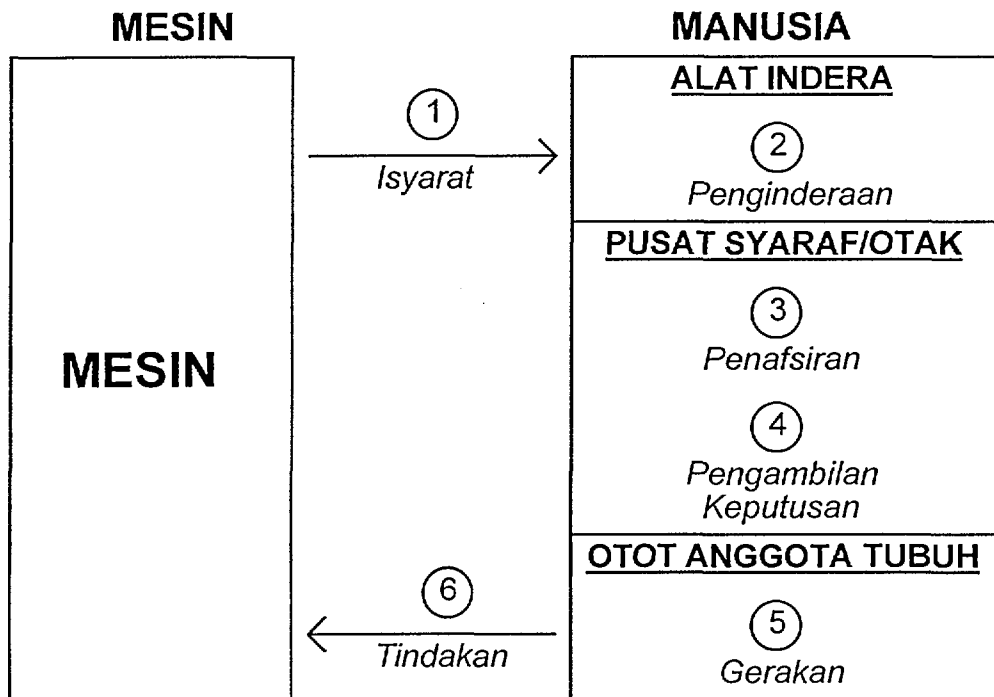 MESIN
MANUSIA
MESIN
1
Isyarat
ALAT INDERA
2
Penginderaan
PUSAT SYARAF/OTAK
3
Penafsiran
4
Pengambilan
Keputusan
OTOT ANGGOTA TUBUH
5
Gerakan
6
Tindakan